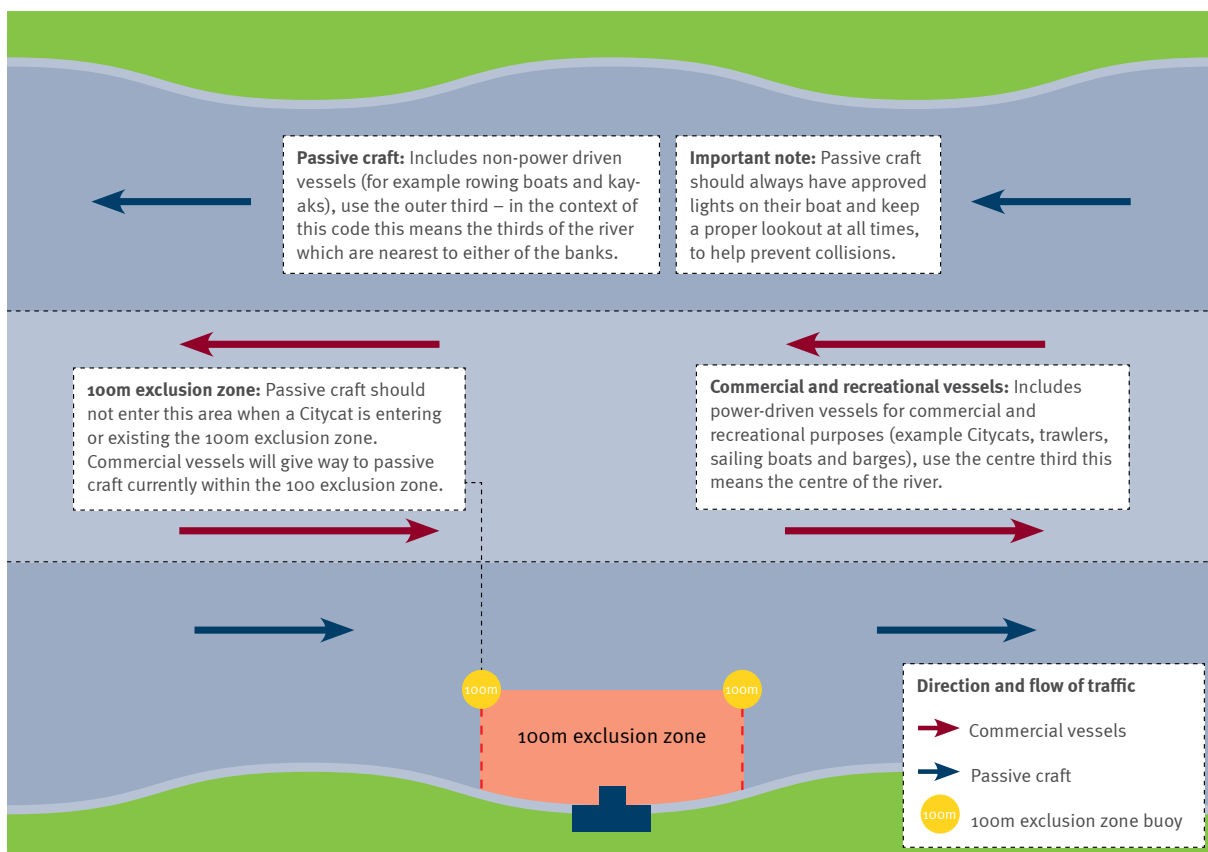 Passive craft: Includes non-power driven
vessels (for example rowing boats and kay-
aks), use the outer third – in the context of
this code this means the thirds of the river
which are nearest to either of the banks.
Important note: Passive craft
should always have approved
lights on their boat and keep
a proper lookout at all times,
to help prevent collisions.
100m exclusion zone: Passive craft should
not enter this area when a Citycat is entering
or existing the 100m exclusion zone.
Commercial vessels will give way to passive
craft currently within the 100 exclusion zone.
Commercial and recreational vessels: Includes
power-driven vessels for commercial and
recreational purposes (example Citycats, trawlers,
sailing boats and barges), use the centre third this
means the centre of the river.
100m
100m
100m exclusion zone
Direction and flow of traffic
Commercial vessels
Passive craft
100m
100m exclusion zone buoy